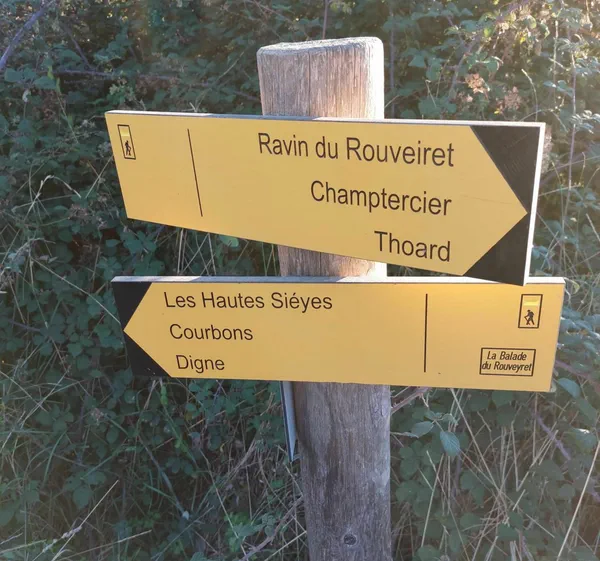 Ravin du Rouveiret
Champtercier
Thoard
Les Hautes Siéyes
Courbons
Digne
La Balade
du Rouveyret